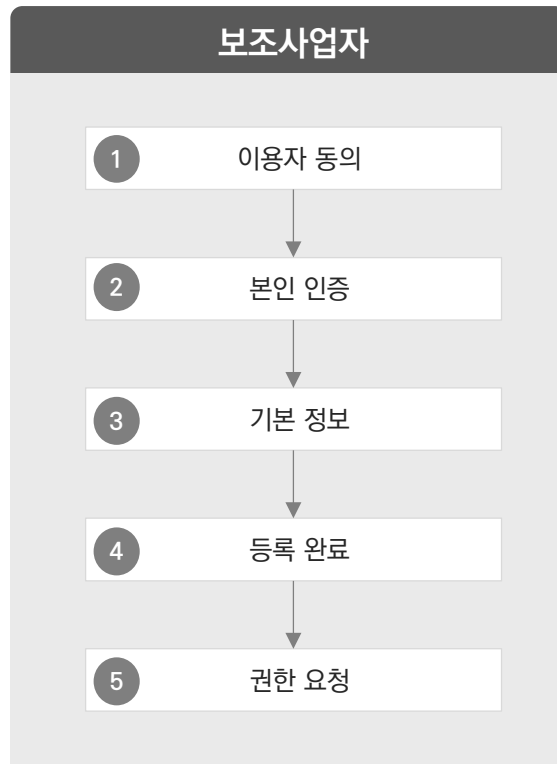 보조사업자
1 이용자 동의
2 본인 인증
3 기본 정보
4 등록 완료
5 권한 요청